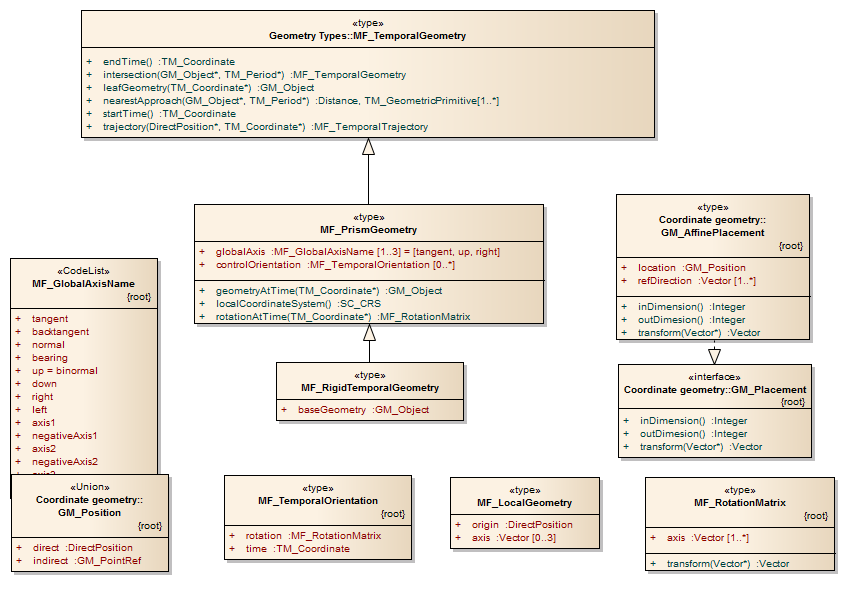 «type»
Geometry Types::MF_TemporalGeometry
+ endTime() :TM_Coordinate
+ intersection(GM_Object*, TM_Period*) :MF_TemporalGeometry
+ leafGeometry(TM_Coordinate*) :GM_Object
+ nearestApproach(GM_Object*, TM_Period*) :Distance, TM_GeometricPrimitive[1..*]
+ startTime() :TM_Coordinate
+ trajectory(DirectPosition*, TM_Coordinate*) :MF_TemporalTrajectory
«type»
MF_PrismGeometry
+ globalAxis :MF_GlobalAxisName [1..3] = [tangent, up, right]
+ controlOrientation :MF_TemporalOrientation [0..*]
+ geometryAtTime(TM_Coordinate*) :GM_Object
+ localCoordinateSystem() :SC_CRS
+ rotationAtTime(TM_Coordinate*) :MF_RotationMatrix
«type»
Coordinate geometry::
GM_AffinePlacement
{root}
+ location :GM_Position
+ refDirection :Vector [1..*]
+ inDimension() :Integer
+ outDimesion() :Integer
+ transform(Vector*) :Vector
«CodeList»
MF_GlobalAxisName
{root}
+ tangent
+ backtangent
+ normal
+ bearing
+ up = binormal
+ down
+ right
+ left
+ axis1
+ negativeAxis1
+ axis2
+ negativeAxis2
«type»
MF_RigidTemporalGeometry
+ baseGeometry :GM_Object
«interface»
Coordinate geometry::GM_Placement
{root}
+ inDimension() :Integer
+ outDimesion() :Integer
+ transform(Vector*) :Vector
«Union»
Coordinate geometry::
GM_Position
{root}
+ direct :DirectPosition
+ indirect :GM_PointRef
«type»
MF_TemporalOrientation
{root}
+ rotation :MF_RotationMatrix
+ time :TM_Coordinate
«type»
MF_LocalGeometry
+ origin :DirectPosition
+ axis :Vector [0..3]
«type»
MF_RotationMatrix
{root}
+ axis :Vector [1..*]
+ transform(Vector*) :Vector